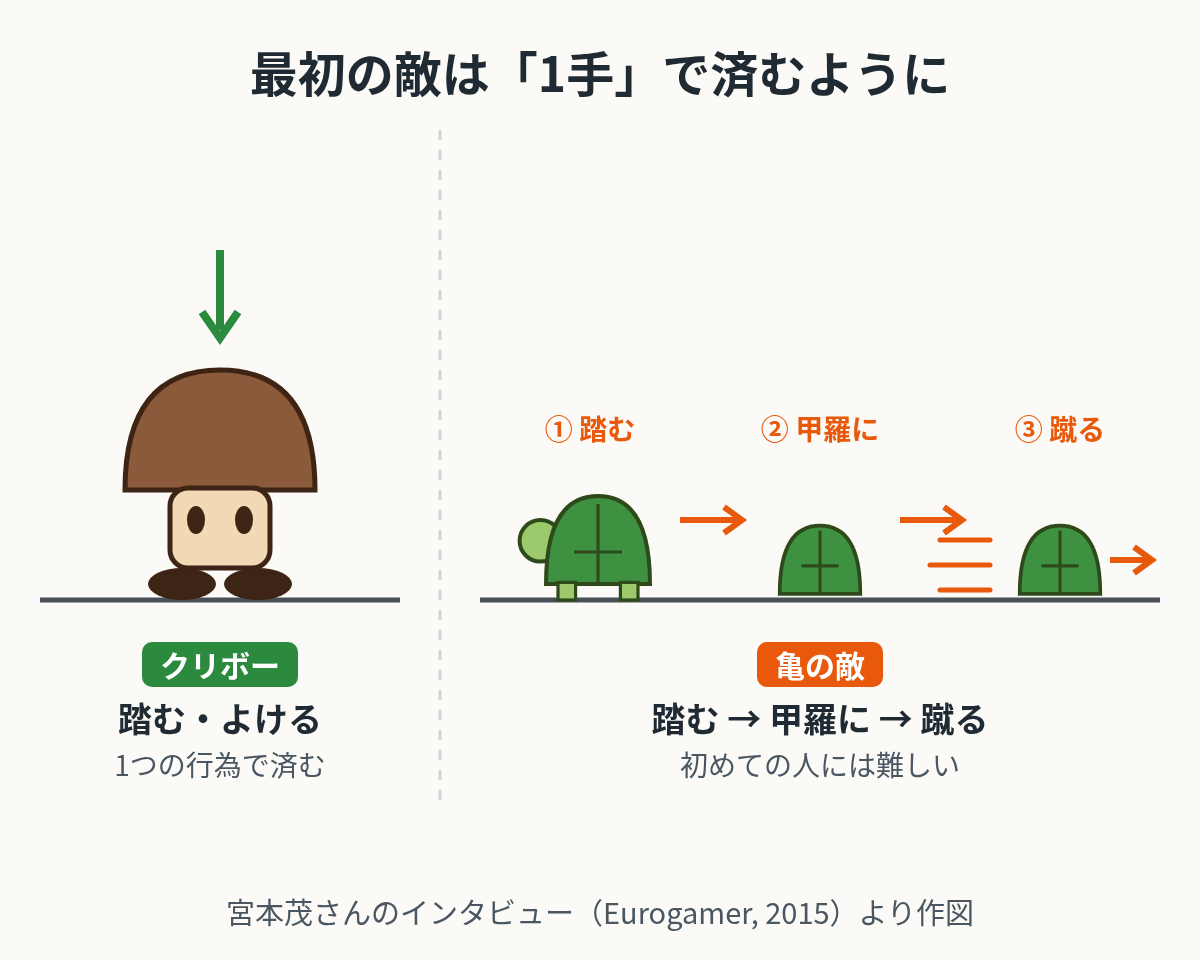 最初の敵は「1手」で済むように
① 踏む
② 甲羅に
③ 蹴る
クリボー
踏む・よける
1つの行為で済む
亀の敵
踏む → 甲羅に → 蹴る
初めての人には難しい
宮本茂さんのインタビュー（Eurogamer, 2015）より作図